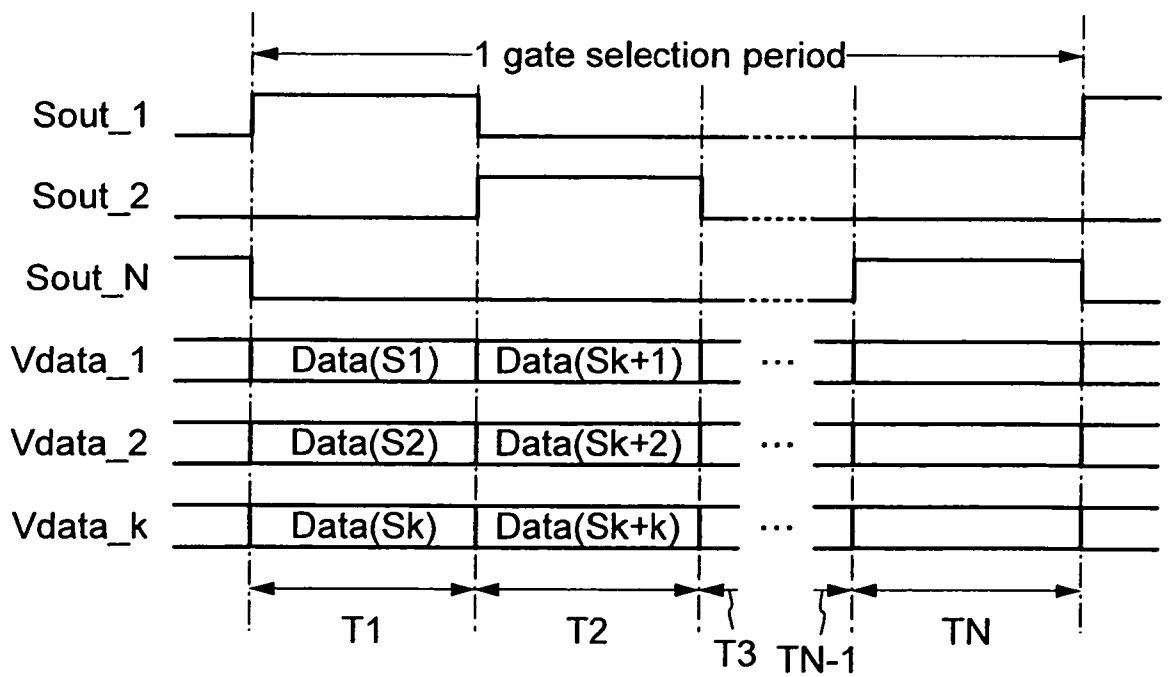 1 gate selection period
Sout_1
Sout_2
Sout_N
Vdata_1 Data(S1) Data(Sk+1) ...
Vdata_2 Data(S2) Data(Sk+2) ...
Vdata_k Data(Sk) Data(Sk+k) ...
T1 T2 T3 TN-1 TN